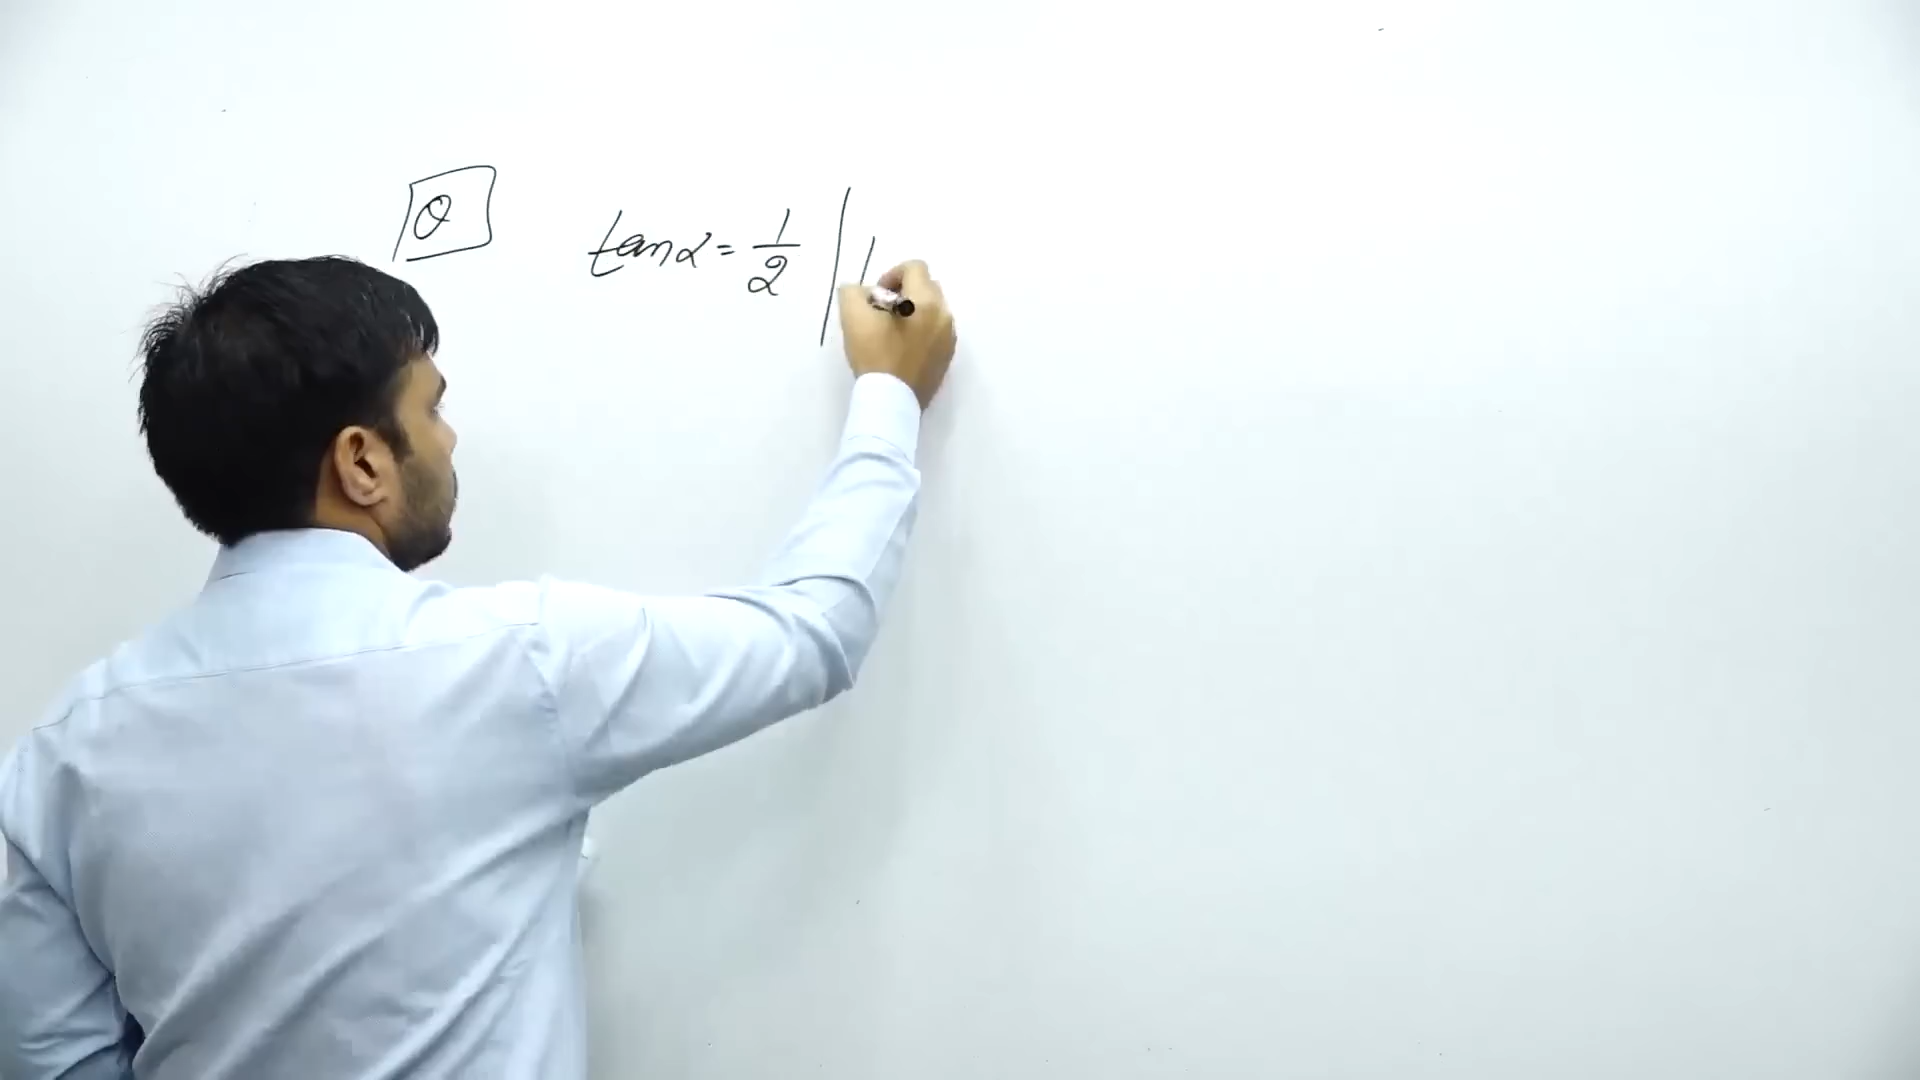 Q tanα = 1/2 |